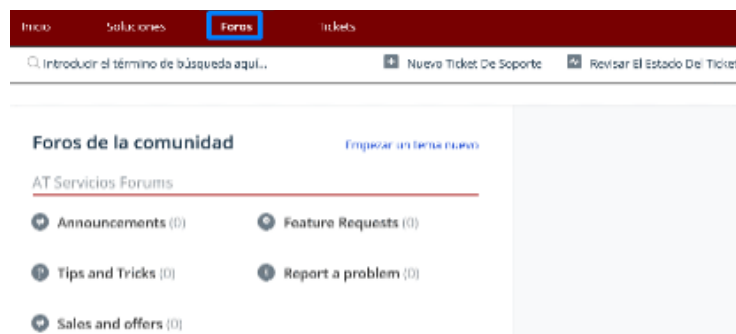 Inicio Soluciones Foros Tickets
Introducir el término de búsqueda aquí... Nuevo Ticket De Soporte Revisar El Estado Del Ticket
Foros de la comunidad Empezar un tema nuevo
AT Servicios Forums
Announcements (0) Feature Requests (0)
Tips and Tricks (0) Report a problem (0)
Sales and offers (0)